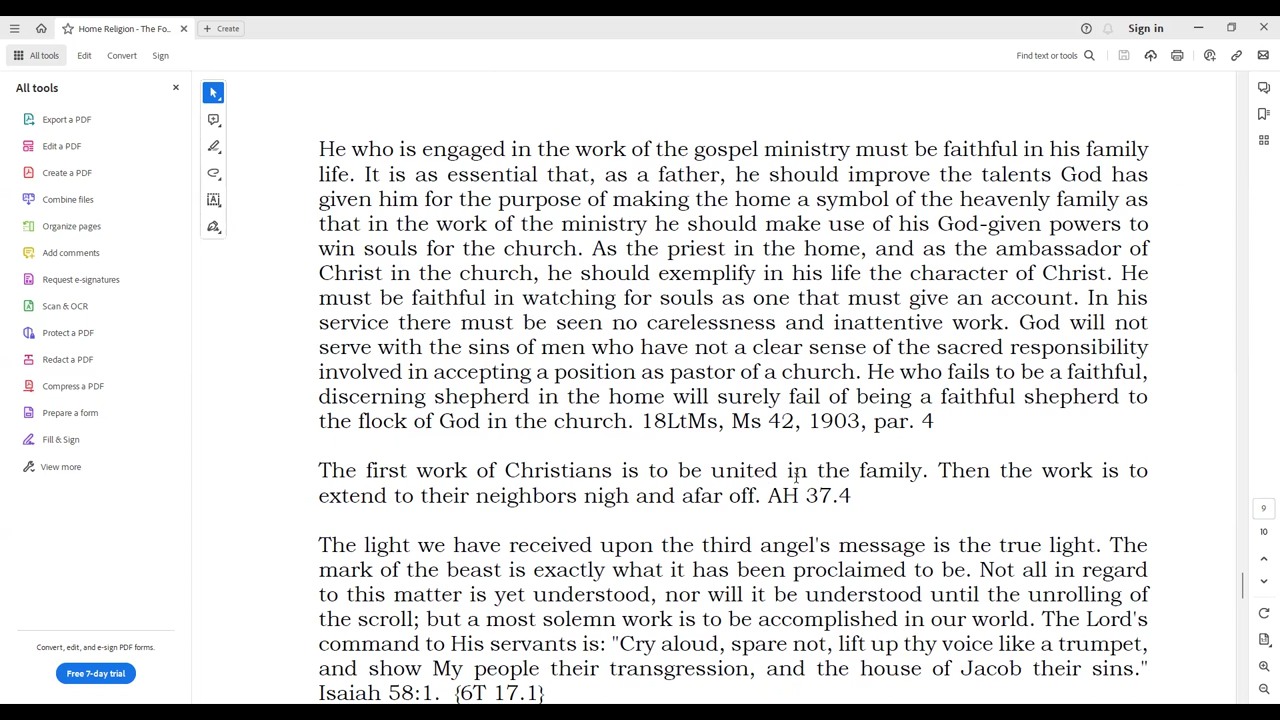 Home Religion - The Fo...
Create
Sign in
All tools
Edit
Convert
Sign
Find text or tools
All tools
Export a PDF
Edit a PDF
Create a PDF
Combine files
Organize pages
Add comments
Request e-signatures
Scan & OCR
Protect a PDF
Redact a PDF
Compress a PDF
Prepare a form
Fill & Sign
View more
Convert, edit, and e-sign PDF forms.
Free 7-day trial
He who is engaged in the work of the gospel ministry must be faithful in his family
life. It is as essential that, as a father, he should improve the talents God has
given him for the purpose of making the home a symbol of the heavenly family as
that in the work of the ministry he should make use of his God-given powers to
win souls for the church. As the priest in the home, and as the ambassador of
Christ in the church, he should exemplify in his life the character of Christ. He
must be faithful in watching for souls as one that must give an account. In his
service there must be seen no carelessness and inattentive work. God will not
serve with the sins of men who have not a clear sense of the sacred responsibility
involved in accepting a position as pastor of a church. He who fails to be a faithful,
discerning shepherd in the home will surely fail of being a faithful shepherd to
the flock of God in the church. 18LtMs, Ms 42, 1903, par. 4
The first work of Christians is to be united in the family. Then the work is to
extend to their neighbors nigh and afar off. AH 37.4
The light we have received upon the third angel's message is the true light. The
mark of the beast is exactly what it has been proclaimed to be. Not all in regard
to this matter is yet understood, nor will it be understood until the unrolling of
the scroll; but a most solemn work is to be accomplished in our world. The Lord's
command to His servants is: "Cry aloud, spare not, lift up thy voice like a trumpet,
and show My people their transgression, and the house of Jacob their sins."
Isaiah 58:1. {6T 17.1}
9
10